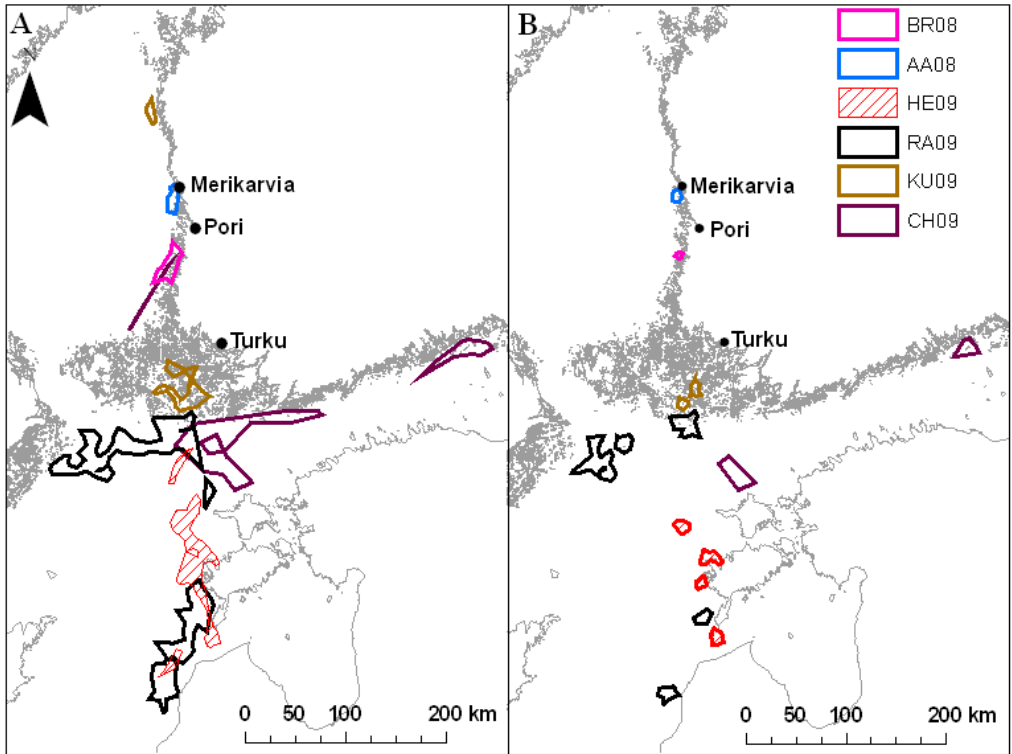 A
N
Merikarvia
Pori
Turku
0 50 100 200 km
B
BR08
AA08
HE09
RA09
KU09
CH09
Merikarvia
Pori
Turku
0 50 100 200 km